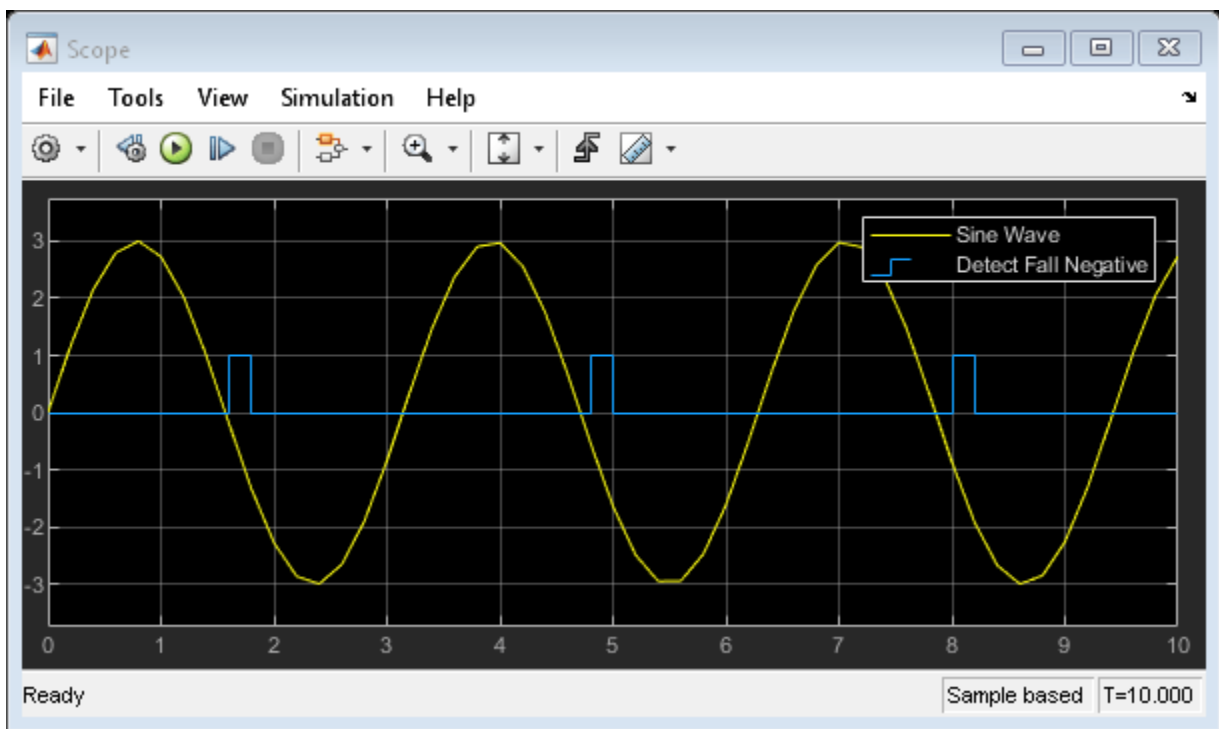 Scope
File Tools View Simulation Help
3
2
1
0
-1
-2
-3
Sine Wave
Detect Fall Negative
0 1 2 3 4 5 6 7 8 9 10
Ready
Sample based T=10.000